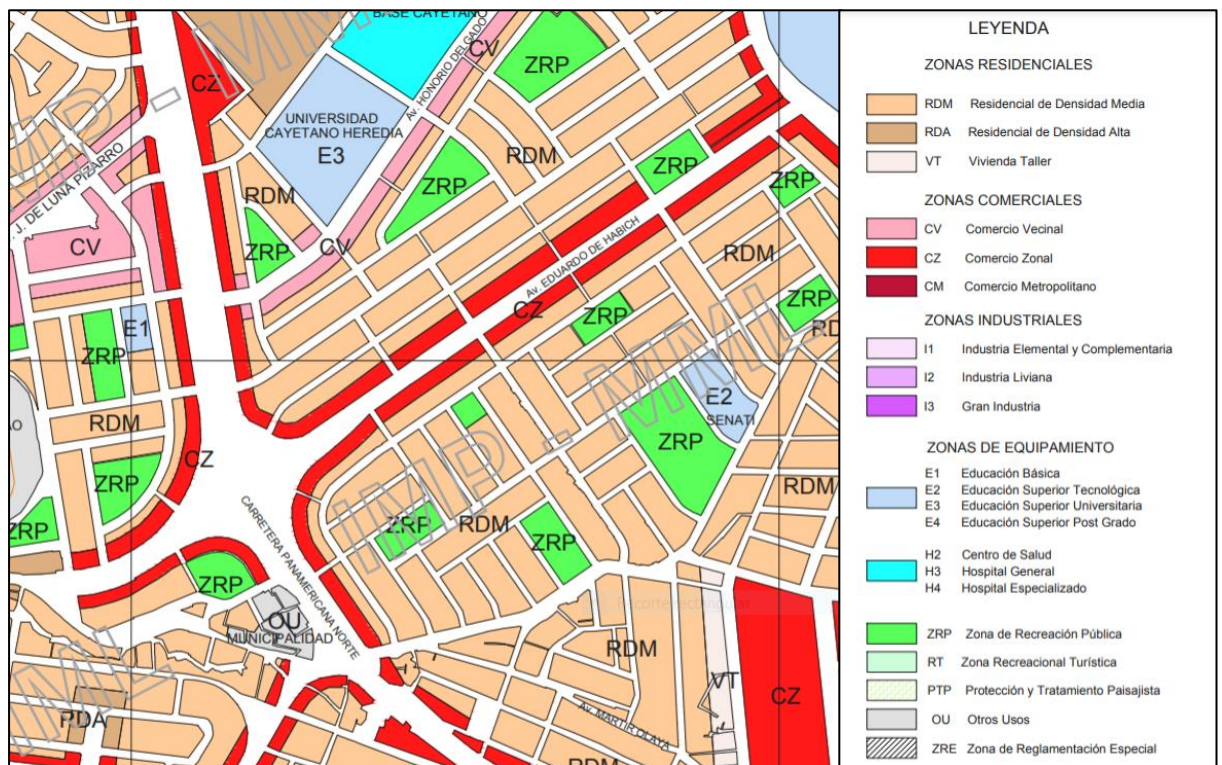 BASE CAYETANO
CZ
CV
ZRP
Av. HONORIO DELGADO
UNIVERSIDAD
CAYETANO HEREDIA
E3
RDM
ZRP
ZRP
ZRP
J. DE LUNA PIZARRO
RDM
CV
ZRP
CV
RDM
Av. EDUARDO DE HABICH
CZ
ZRP
ZRP
RD
E1
ZRP
E2
SENATI
RDM
ZRP
CZ
ZRP
RDM
ZRP
ZRP
RDM
ZRP
CARRETERA PANAMERICANA NORTE
ZRP
OU
MUNICIPALIDAD
RDM
VT
CZ
RDA
Av. MARTIR OLAYA
RDM
IMP - MML
Recorte rectangular
LEYENDA
ZONAS RESIDENCIALES
RDM Residencial de Densidad Media
RDA Residencial de Densidad Alta
VT Vivienda Taller
ZONAS COMERCIALES
CV Comercio Vecinal
CZ Comercio Zonal
CM Comercio Metropolitano
ZONAS INDUSTRIALES
I1 Industria Elemental y Complementaria
I2 Industria Liviana
I3 Gran Industria
ZONAS DE EQUIPAMIENTO
E1 Educación Básica
E2 Educación Superior Tecnológica
E3 Educación Superior Universitaria
E4 Educación Superior Post Grado
H2 Centro de Salud
H3 Hospital General
H4 Hospital Especializado
ZRP Zona de Recreación Pública
RT Zona Recreacional Turística
PTP Protección y Tratamiento Paisajista
OU Otros Usos
ZRE Zona de Reglamentación Especial